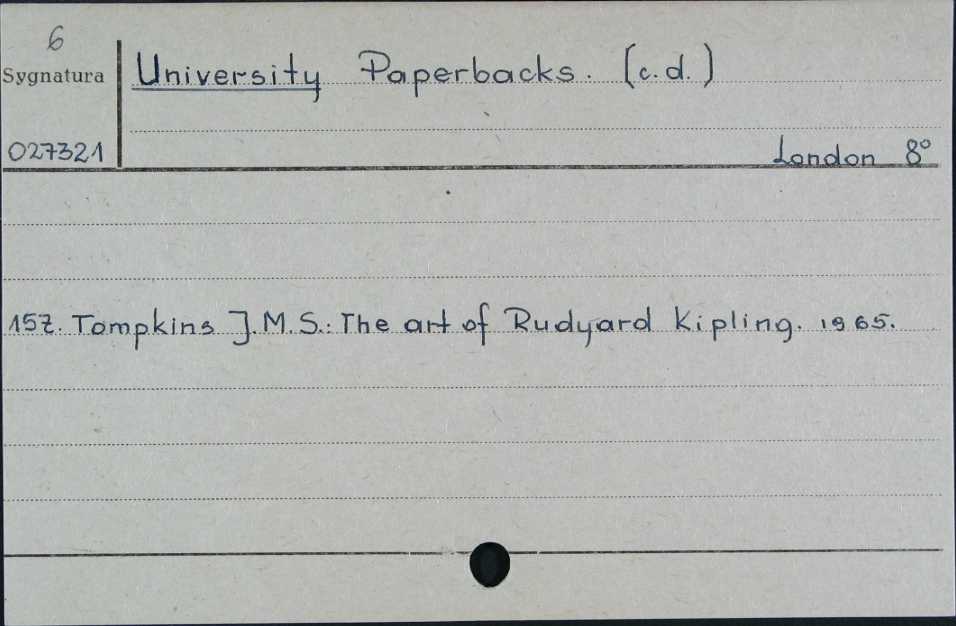 6
Sygnatura
University Paperbacks. (c.d.)
027321
London 8°
157. Tompkins J.M.S.: The art of Rudyard Kipling. 1965.